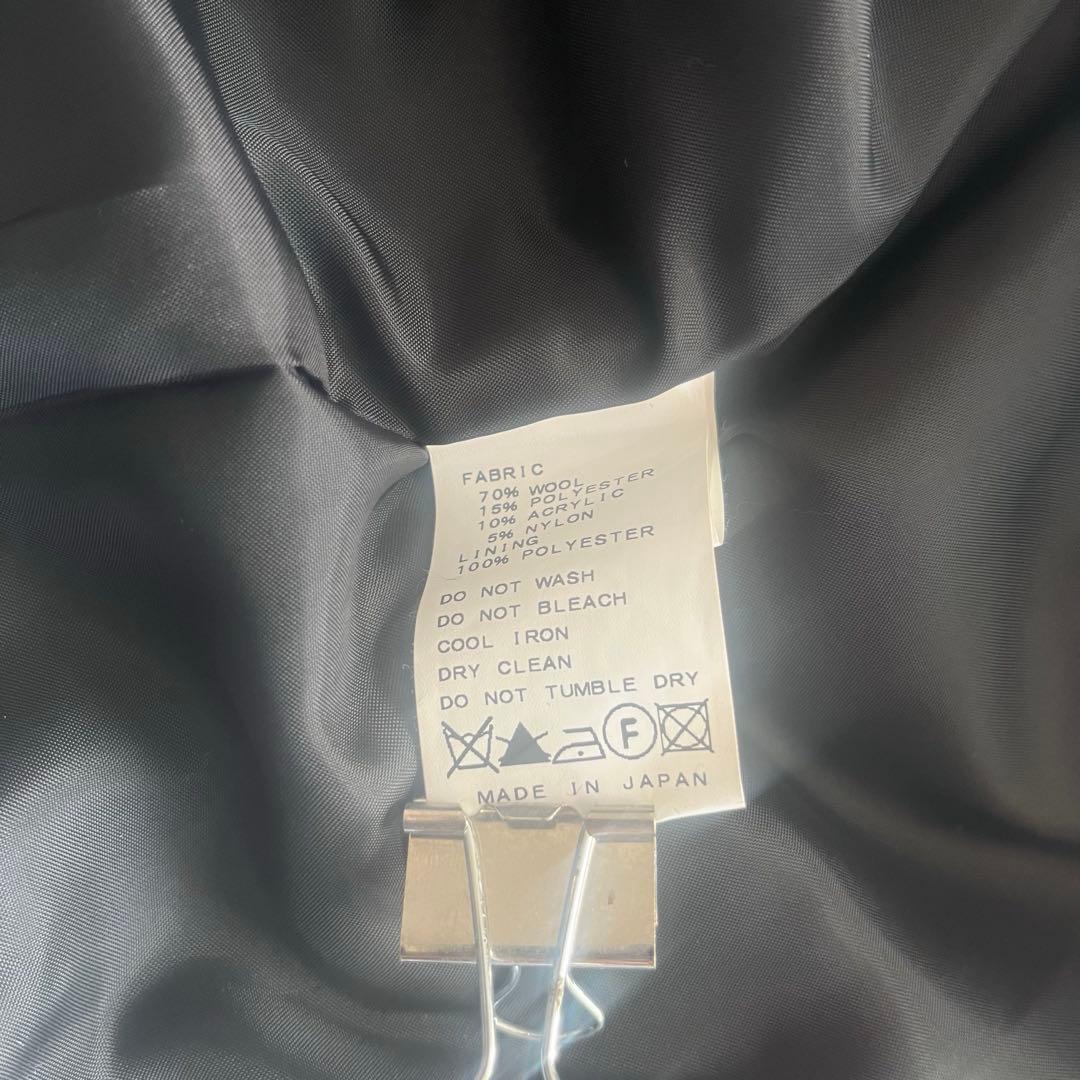 FABRIC
70% WOOL
15% POLYESTER
10% ACRYLIC
5% NYLON
LINING
100% POLYESTER
DO NOT WASH
DO NOT BLEACH
COOL IRON
DRY CLEAN
DO NOT TUMBLE DRY
F
MADE IN JAPAN